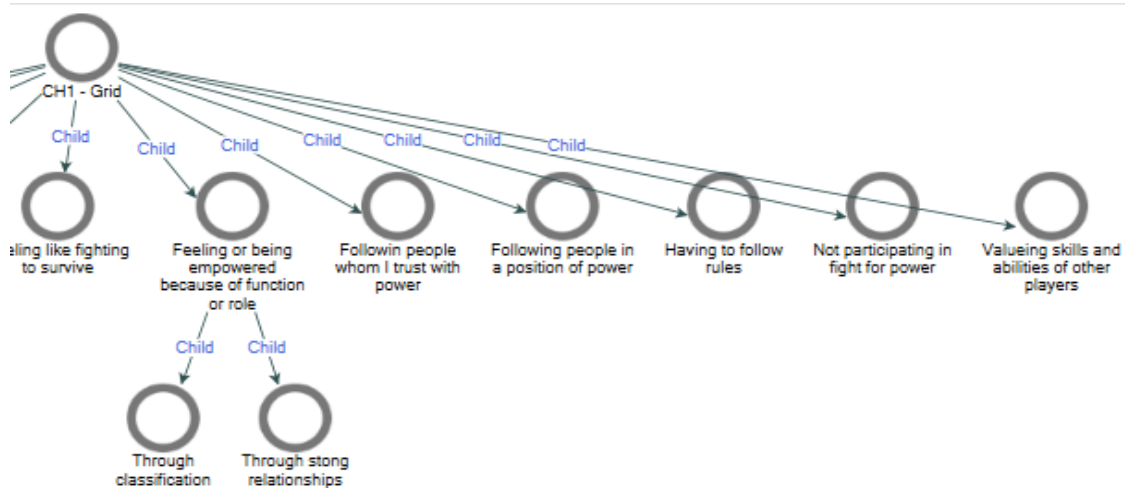 CH1 - Grid
Child
Child
Child
Child
Child
Child
Child
eling like fighting
to survive
Feeling or being
empowered
because of function
or role
Followin people
whom I trust with
power
Following people in
a position of power
Having to follow
rules
Not participating in
fight for power
Valueing skills and
abilities of other
players
Child
Child
Through
classification
Through stong
relationships